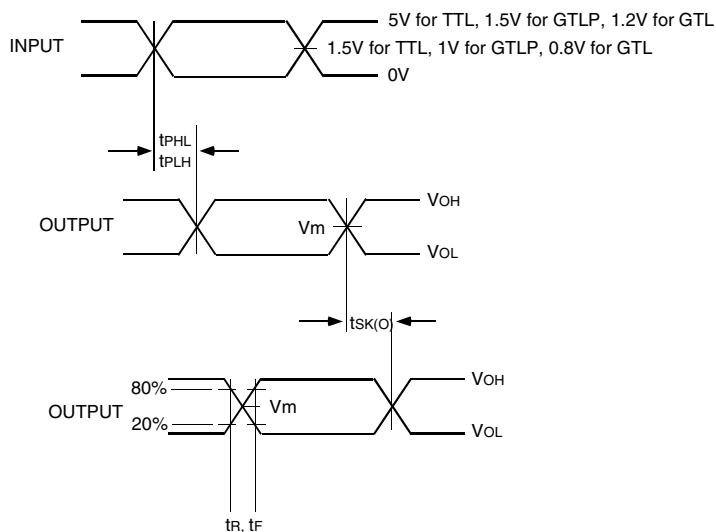 5V for TTL, 1.5V for GTLP, 1.2V for GTL
INPUT
1.5V for TTL, 1V for GTLP, 0.8V for GTL
0V
tPHL
tPLH
VOH
OUTPUT
Vm
VOL
tSK(O)
80%
VOH
OUTPUT
Vm
20%
VOL
tR, tF